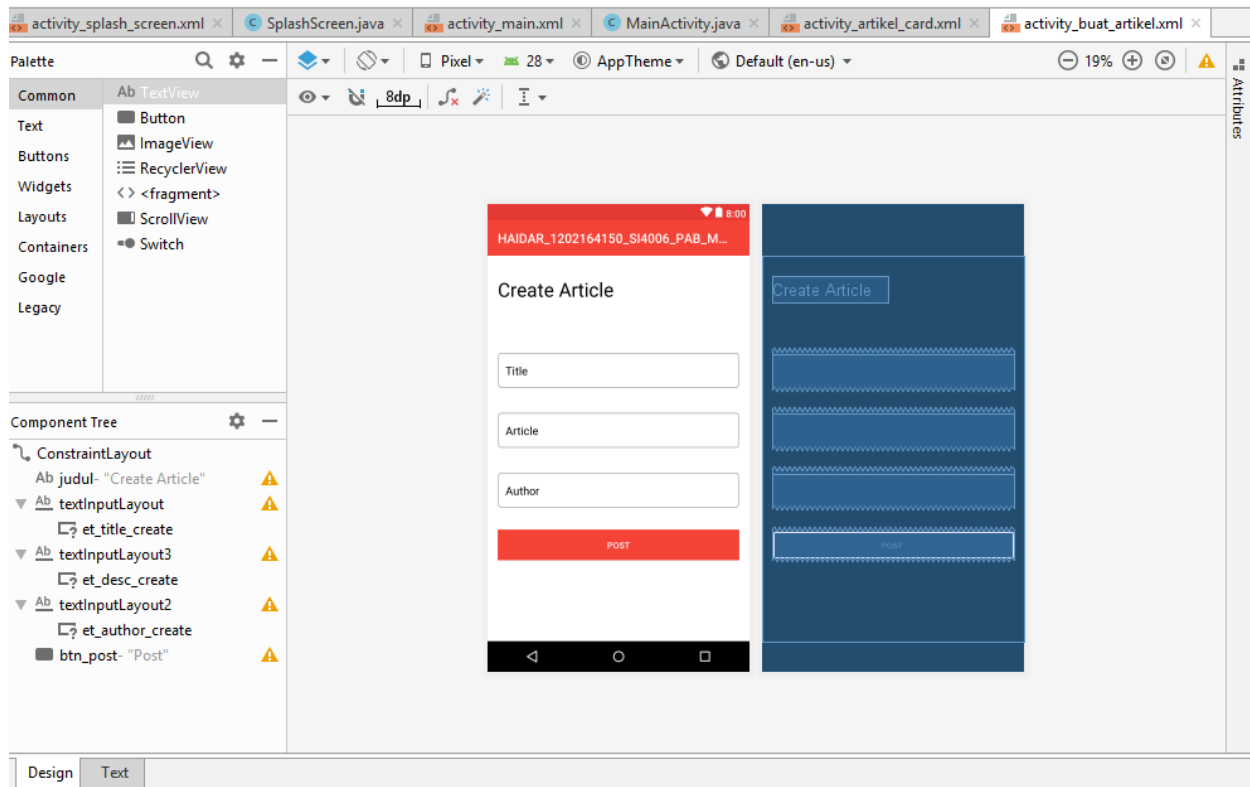 activity_splash_screen.xml
SplashScreen.java
activity_main.xml
MainActivity.java
activity_artikel_card.xml
activity_buat_artikel.xml
Palette
Pixel
28
AppTheme
Default (en-us)
19%
Attributes
8dp
Common
Text
Buttons
Widgets
Layouts
Containers
Google
Legacy
Ab TextView
Button
ImageView
RecyclerView
<fragment>
ScrollView
Switch
Component Tree
ConstraintLayout
Ab judul- "Create Article"
Ab textInputLayout
et_title_create
Ab textInputLayout3
et_desc_create
Ab textInputLayout2
et_author_create
btn_post- "Post"
8:00
HAIDAR_1202164150_SI4006_PAB_M...
Create Article
Title
Article
Author
POST
Create Article
POST
Design
Text